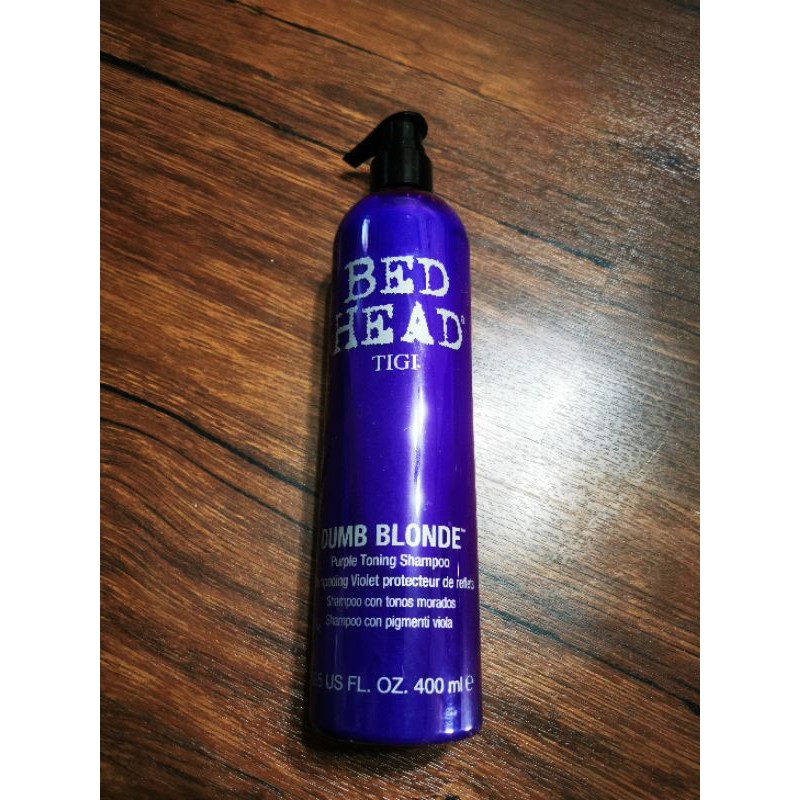 BED
HEAD®
TIGI
DUMB BLONDE™
Purple Toning Shampoo
Violet protecteur de reflets
Shampoo con tonos morados
Shampoo con pigmenti viola
US FL. OZ. 400 ml ℮